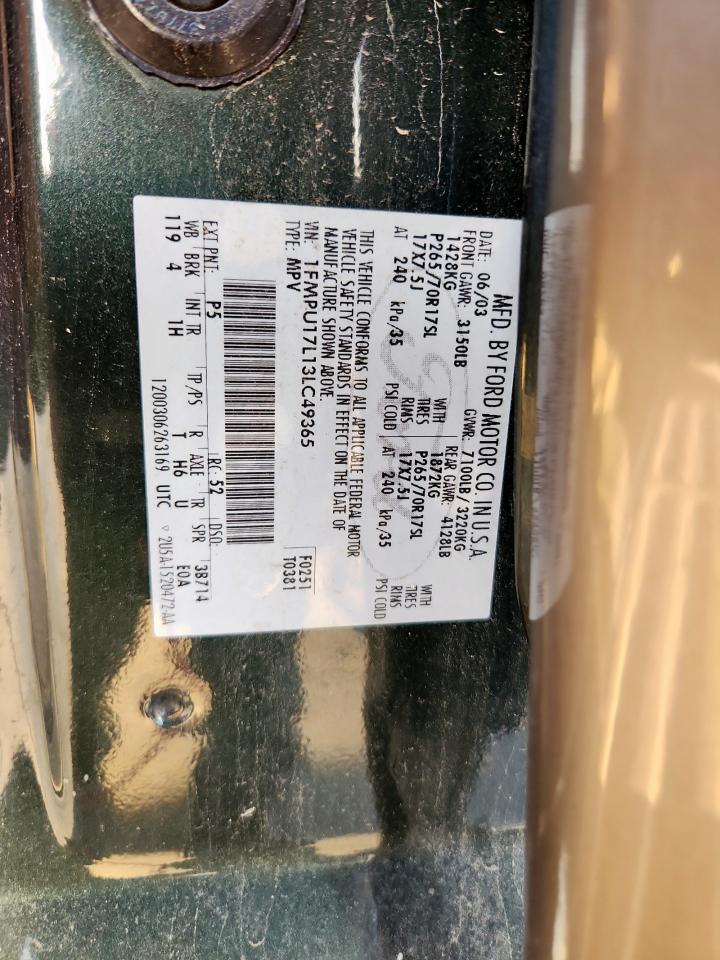 MFD. BY FORD MOTOR CO. IN U.S.A.
DATE: 06/03 GVWR: 7100LB / 3220KG
FRONT GAWR: 3150LB REAR GAWR: 4128LB
1428KG WITH 1872KG WITH
P265/70R17SL TIRES P265/70R17SL TIRES
17X7.5J RIMS 17X7.5J RIMS
AT 240 kPa/35 PSI COLD AT 240 kPa/35 PSI COLD
THIS VEHICLE CONFORMS TO ALL APPLICABLE FEDERAL MOTOR
VEHICLE SAFETY STANDARDS IN EFFECT ON THE DATE OF
MANUFACTURE SHOWN ABOVE.
VIN: 1FMPU17L13LC49365
TYPE: MPV
F0251
T0381
EXT PNT: P5 RC: 52 DSO:
WB BRK INT TR TP/PS R AXLE TR SPR 3B714
119 4 1H T H6 U E0A
1200306263169 UTC 2U5A-1520472-AA